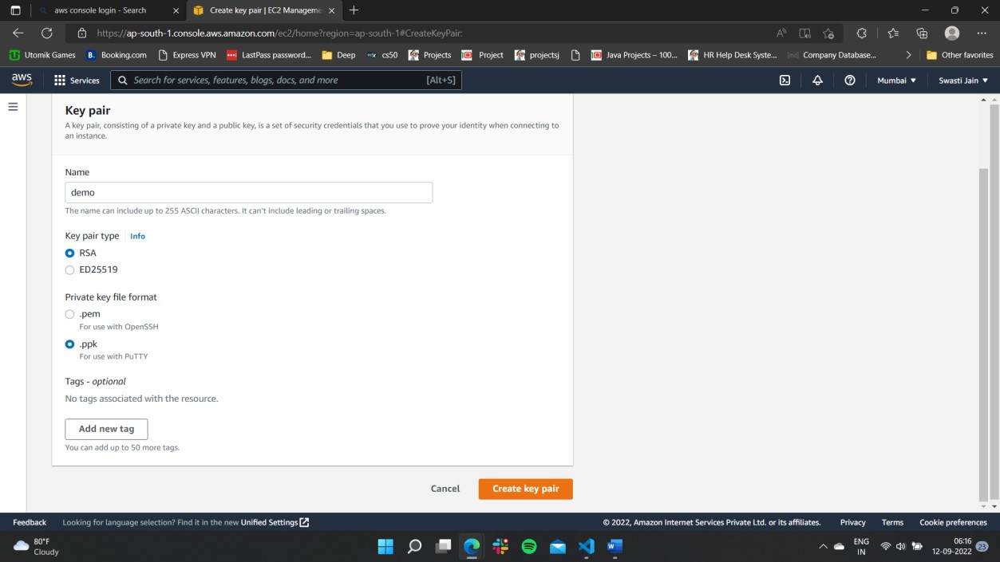 aws console login - Search
Create key pair | EC2 Manageme
https://ap-south-1.console.aws.amazon.com/ec2/home?region=ap-south-1#CreateKeyPair:
Utomik Games
Booking.com
Express VPN
LastPass password...
Deep
cs50
Projects
Project
projectsj
Java Projects – 100...
HR Help Desk Syste...
Company Database...
Other favorites
aws
Services
Search for services, features, blogs, docs, and more
[Alt+S]
Mumbai
Swasti Jain
Key pair
A key pair, consisting of a private key and a public key, is a set of security credentials that you use to prove your identity when connecting to
an instance.
Name
demo
The name can include up to 255 ASCII characters. It can't include leading or trailing spaces.
Key pair type
Info
RSA
ED25519
Private key file format
.pem
For use with OpenSSH
.ppk
For use with PuTTY
Tags - optional
No tags associated with the resource.
Add new tag
You can add up to 50 more tags.
Cancel
Create key pair
Feedback
Looking for language selection? Find it in the new Unified Settings
© 2022, Amazon Internet Services Private Ltd. or its affiliates.
Privacy
Terms
Cookie preferences
80°F
Cloudy
ENG
IN
06:16
12-09-2022
23